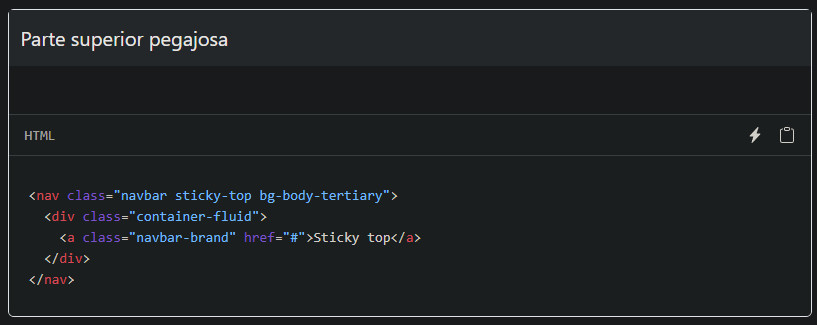 Parte superior pegajosa
HTML
<nav class="navbar sticky-top bg-body-tertiary">
  <div class="container-fluid">
    <a class="navbar-brand" href="#">Sticky top</a>
  </div>
</nav>